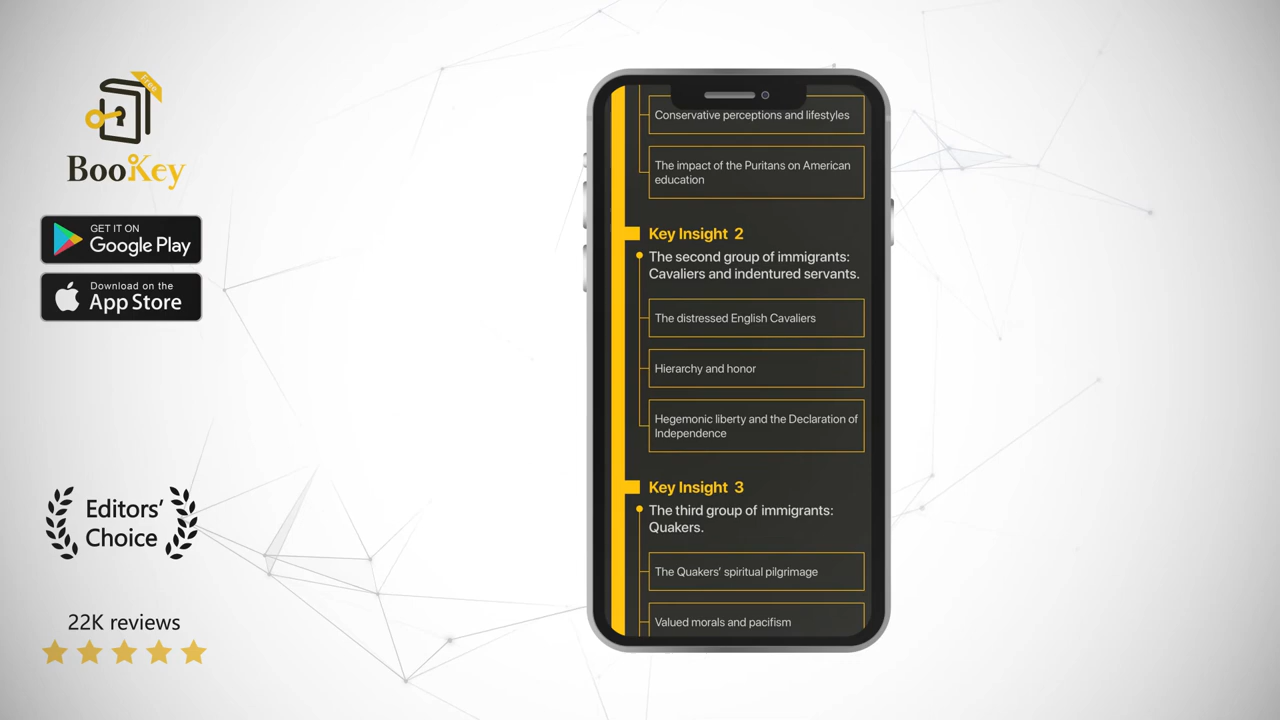 Free
BooKey
GET IT ON
Google Play
Download on the
App Store
Editors’
Choice
22K reviews
Conservative perceptions and lifestyles
The impact of the Puritans on American
education
Key Insight 2
The second group of immigrants:
Cavaliers and indentured servants.
The distressed English Cavaliers
Hierarchy and honor
Hegemonic liberty and the Declaration of
Independence
Key Insight 3
The third group of immigrants:
Quakers.
The Quakers’ spiritual pilgrimage
Valued morals and pacifism